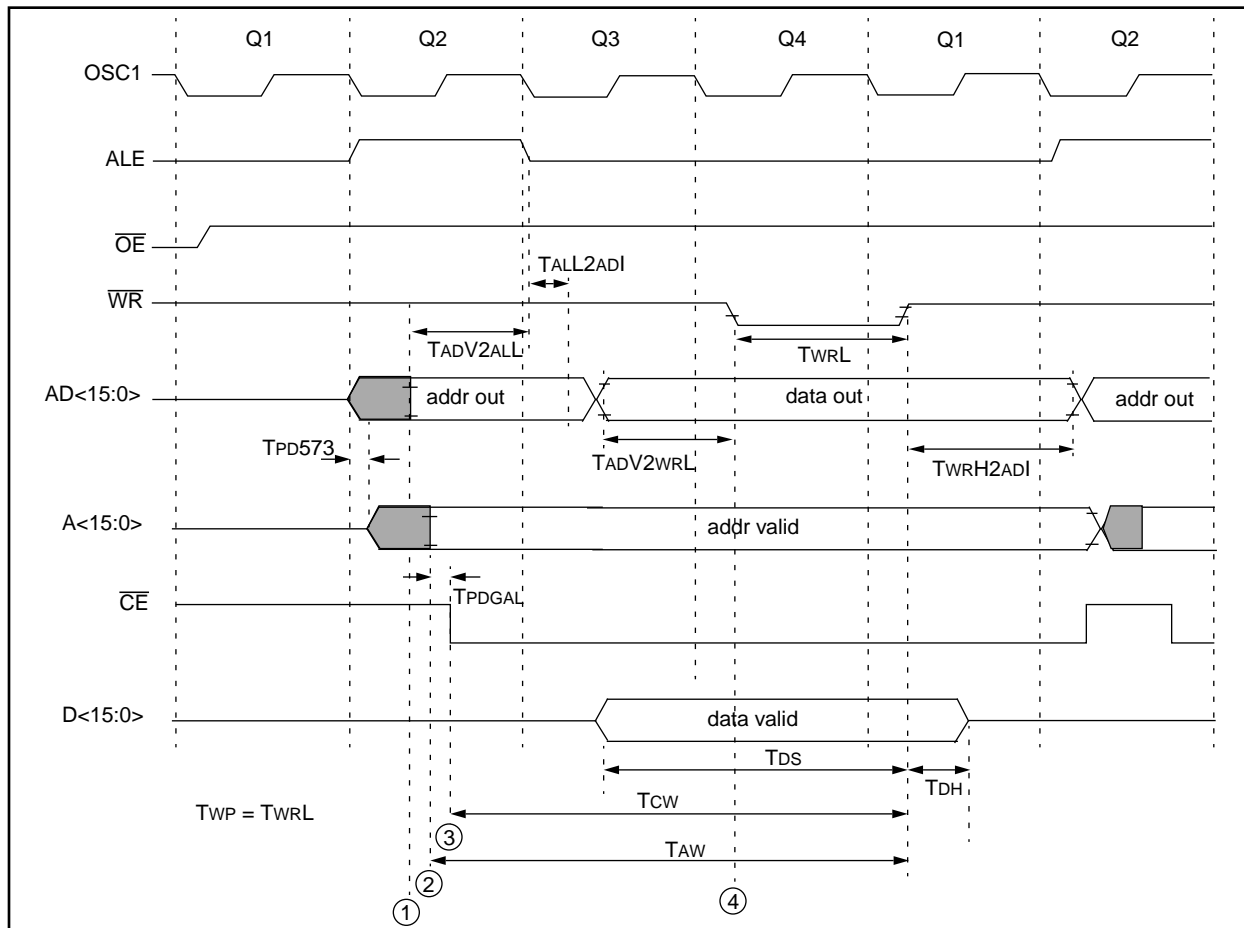 Q1 Q2 Q3 Q4 Q1 Q2
OSC1
ALE
OE
TALL2ADI
WR
TADV2ALL
TWRL
AD<15:0>
addr out
data out
addr out
TPD573
TADV2WRL
TWRH2ADI
A<15:0>
addr valid
TPDGAL
CE
D<15:0>
data valid
TDS
TDH
TWP = TWRL
TCW
3
TAW
2
1
4